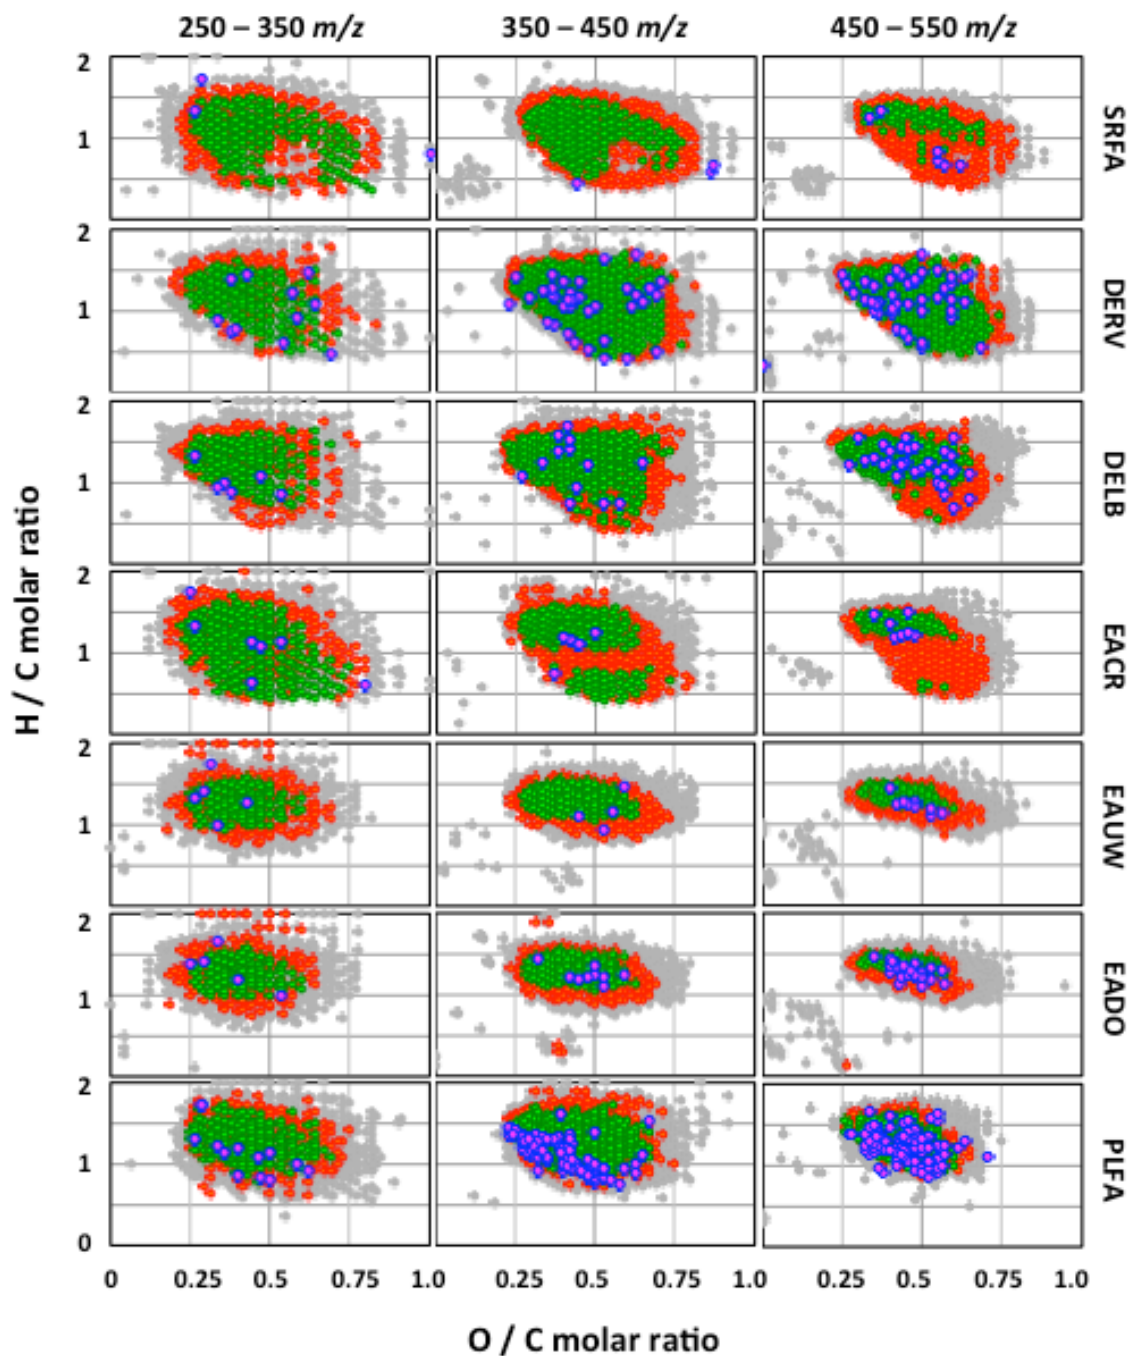 250 – 350 m/z
350 – 450 m/z
450 – 550 m/z
2
1
SRFA
2
1
DERV
2
1
DELB
2
1
EACR
2
1
EAUW
2
1
EADO
2
1
0
PLFA
H / C molar ratio
0 0.25 0.5 0.75 1.0
0.25 0.5 0.75 1.0
0.25 0.5 0.75 1.0
O / C molar ratio